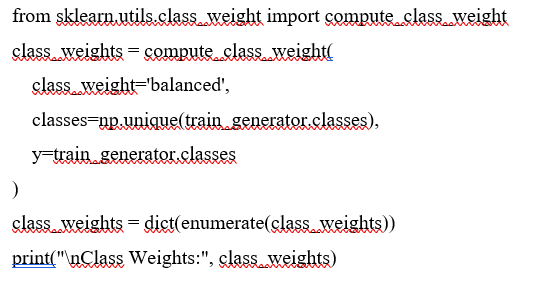 from sklearn.utils.class_weight import compute_class_weight
class_weights = compute_class_weight(
class_weight='balanced',
classes=np.unique(train_generator.classes),
y=train_generator.classes
)
class_weights = dict(enumerate(class_weights))
print("\nClass Weights:", class_weights)